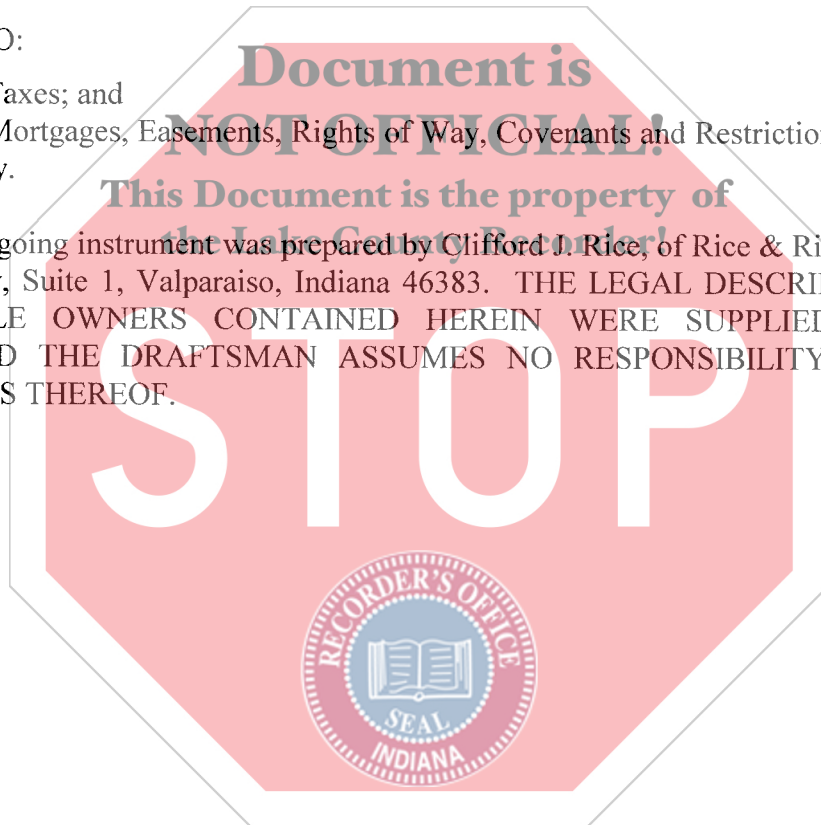 O:
Document is
Taxes; and
Mortgages, Easements, Rights of Way, Covenants and Restriction
NOT OFFICIAL!
y.
This Document is the property of
the Lake County Recorder!
going instrument was prepared by Clifford J. Rice, of Rice & Ri
, Suite 1, Valparaiso, Indiana 46383. THE LEGAL DESCRI
LE OWNERS CONTAINED HEREIN WERE SUPPLIED
D THE DRAFTSMAN ASSUMES NO RESPONSIBILITY
S THEREOF.
STOP
RECORDER'S OFFICE
SEAL
INDIANA